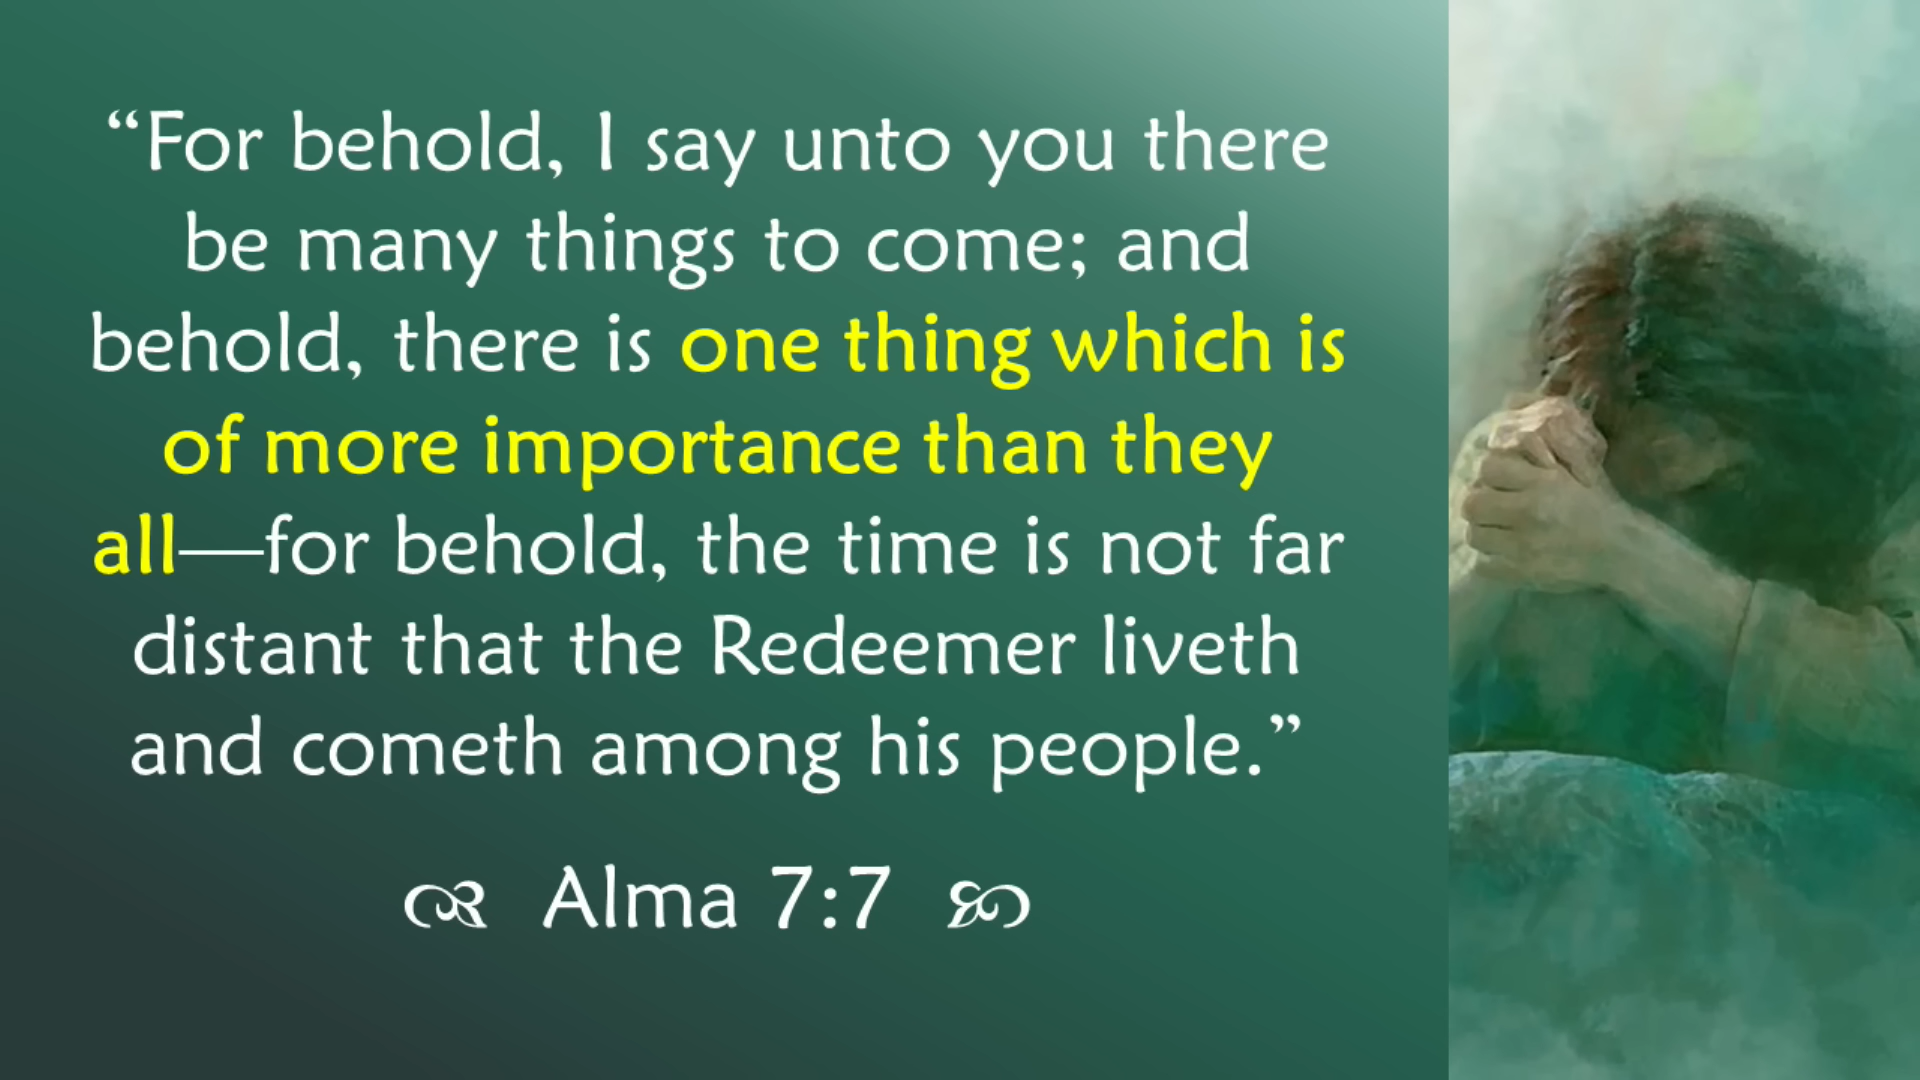 “For behold, I say unto you there
be many things to come; and
behold, there is one thing which is
of more importance than they
all—for behold, the time is not far
distant that the Redeemer liveth
and cometh among his people.”
Alma 7:7